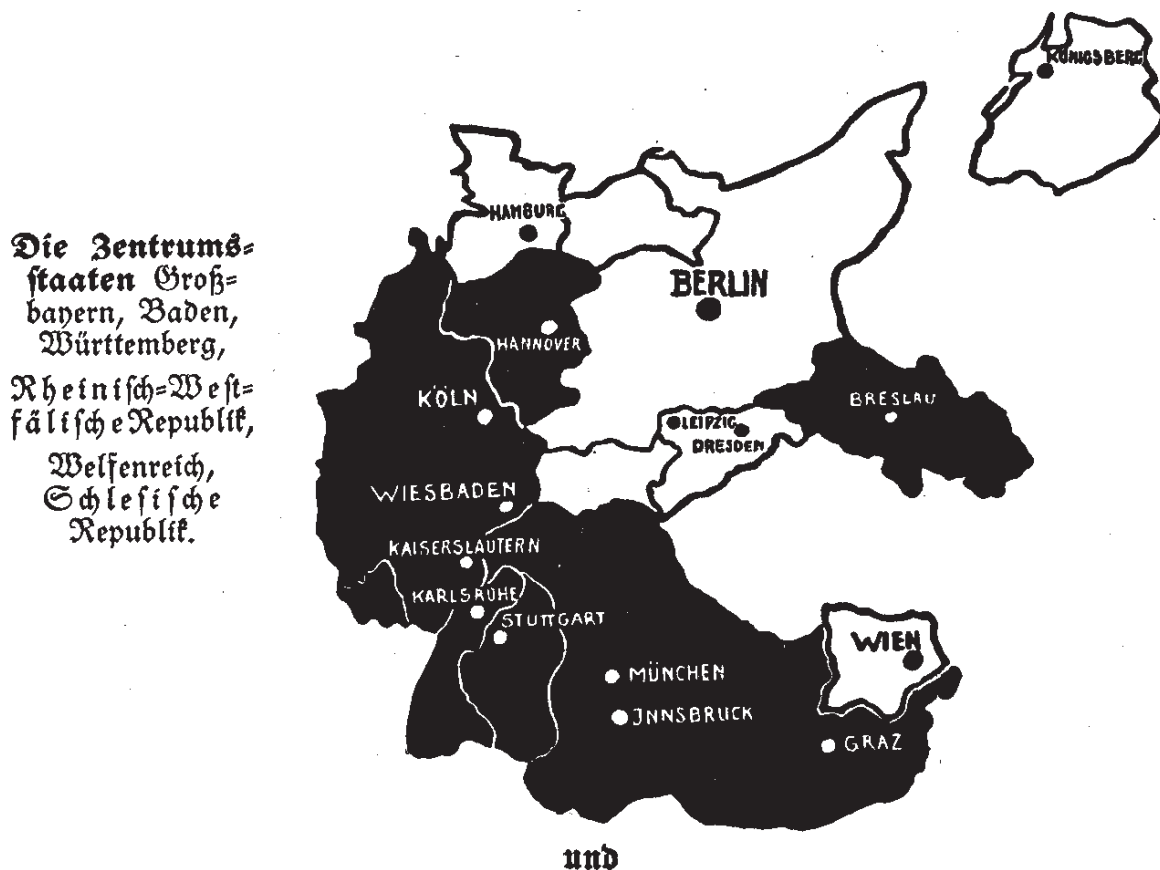 Die Zentrums-
staaten Groß-
bayern, Baden,
Württemberg,
Rheinisch-West-
fälische Republik,
Welfenreich,
Schlesische
Republik.
KÖNIGSBERG
HAMBURG
BERLIN
HANNOVER
KÖLN
BRESLAU
LEIPZIG
DRESDEN
WIESBADEN
KAISERSLAUTERN
KARLSRUHE
STUTTGART
WIEN
MÜNCHEN
JNNSBRUCK
GRAZ
und